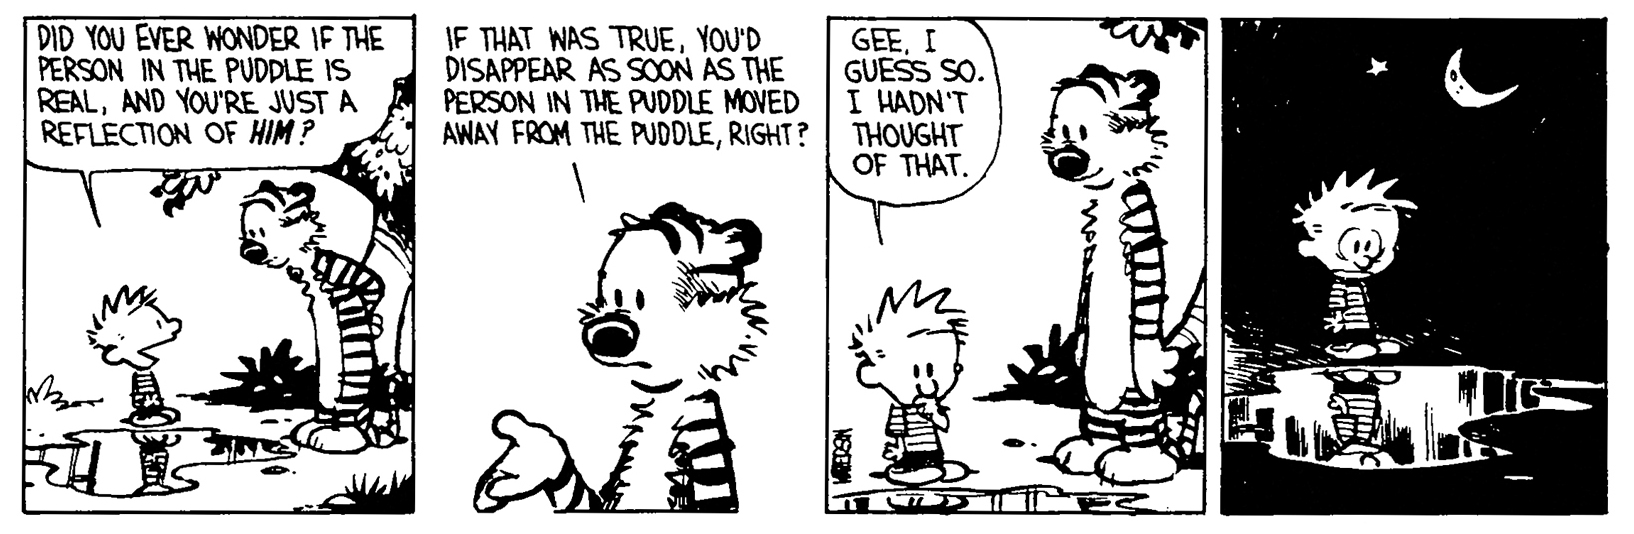 DID YOU EVER WONDER IF THE
PERSON IN THE PUDDLE IS
REAL, AND YOU'RE JUST A
REFLECTION OF HIM?
IF THAT WAS TRUE, YOU'D
DISAPPEAR AS SOON AS THE
PERSON IN THE PUDDLE MOVED
AWAY FROM THE PUDDLE, RIGHT?
GEE, I
GUESS SO.
I HADN'T
THOUGHT
OF THAT.
WATTERSON